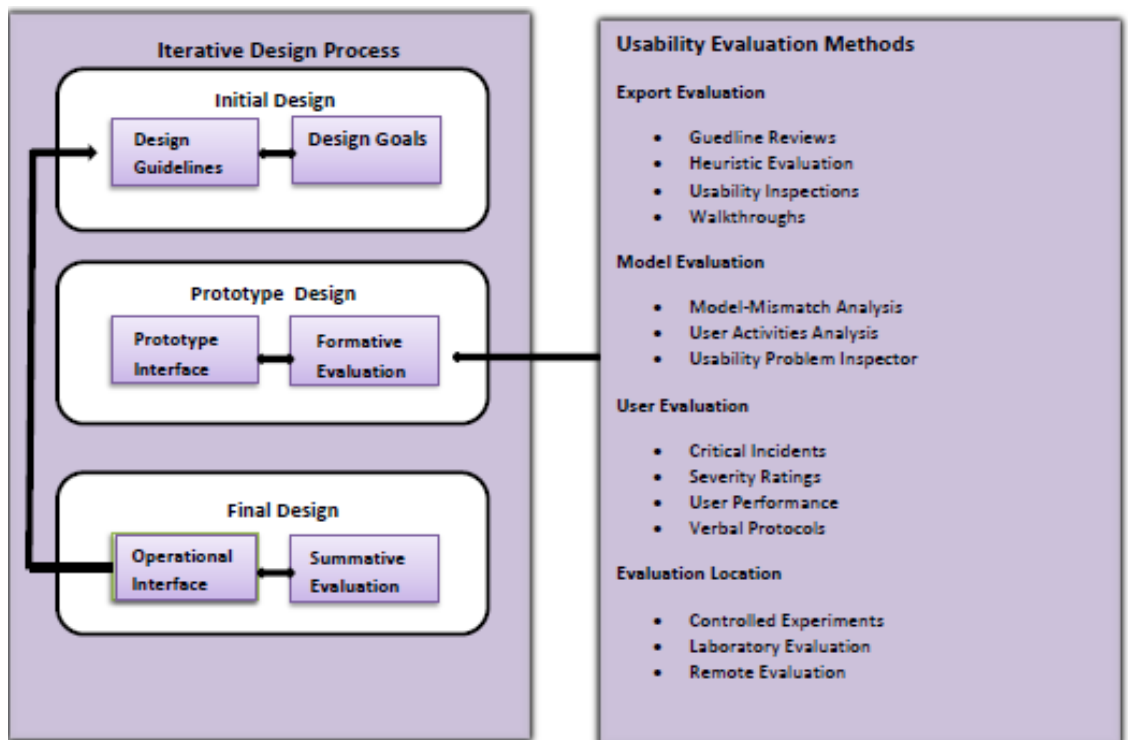 Iterative Design Process
Initial Design
Design
Guidelines
Design Goals
Prototype Design
Prototype
Interface
Formative
Evaluation
Final Design
Operational
Interface
Summative
Evaluation
Usability Evaluation Methods
Export Evaluation
• Guedline Reviews
• Heuristic Evaluation
• Usability Inspections
• Walkthroughs
Model Evaluation
• Model-Mismatch Analysis
• User Activities Analysis
• Usability Problem Inspector
User Evaluation
• Critical Incidents
• Severity Ratings
• User Performance
• Verbal Protocols
Evaluation Location
• Controlled Experiments
• Laboratory Evaluation
• Remote Evaluation